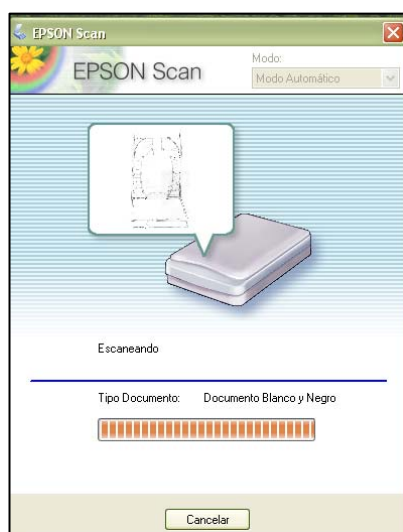 EPSON Scan
EPSON Scan
Modo:
Modo Automático
Escaneando
Tipo Documento: Documento Blanco y Negro
Cancelar